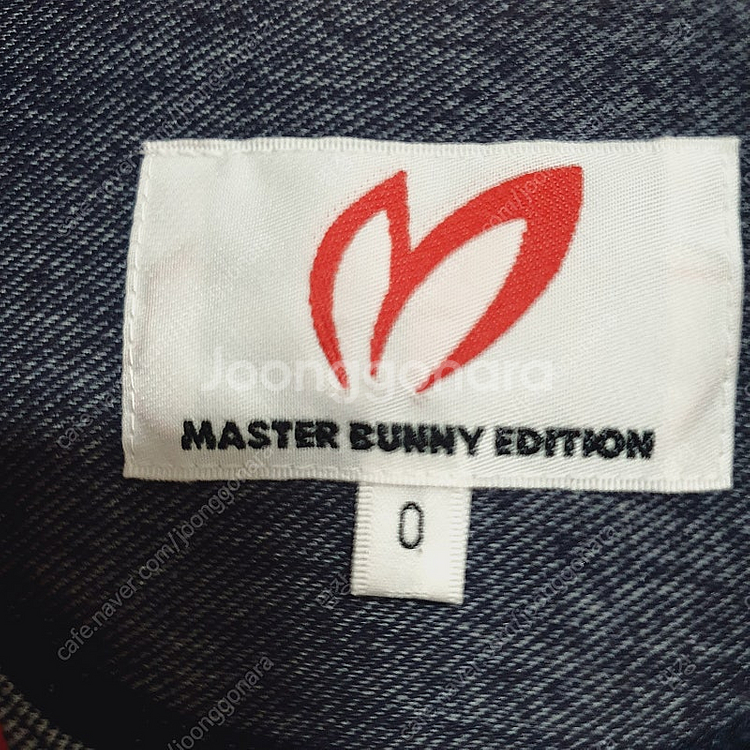 Joonggonara
MASTER BUNNY EDITION
0
cafe.naver.com/joonggonara